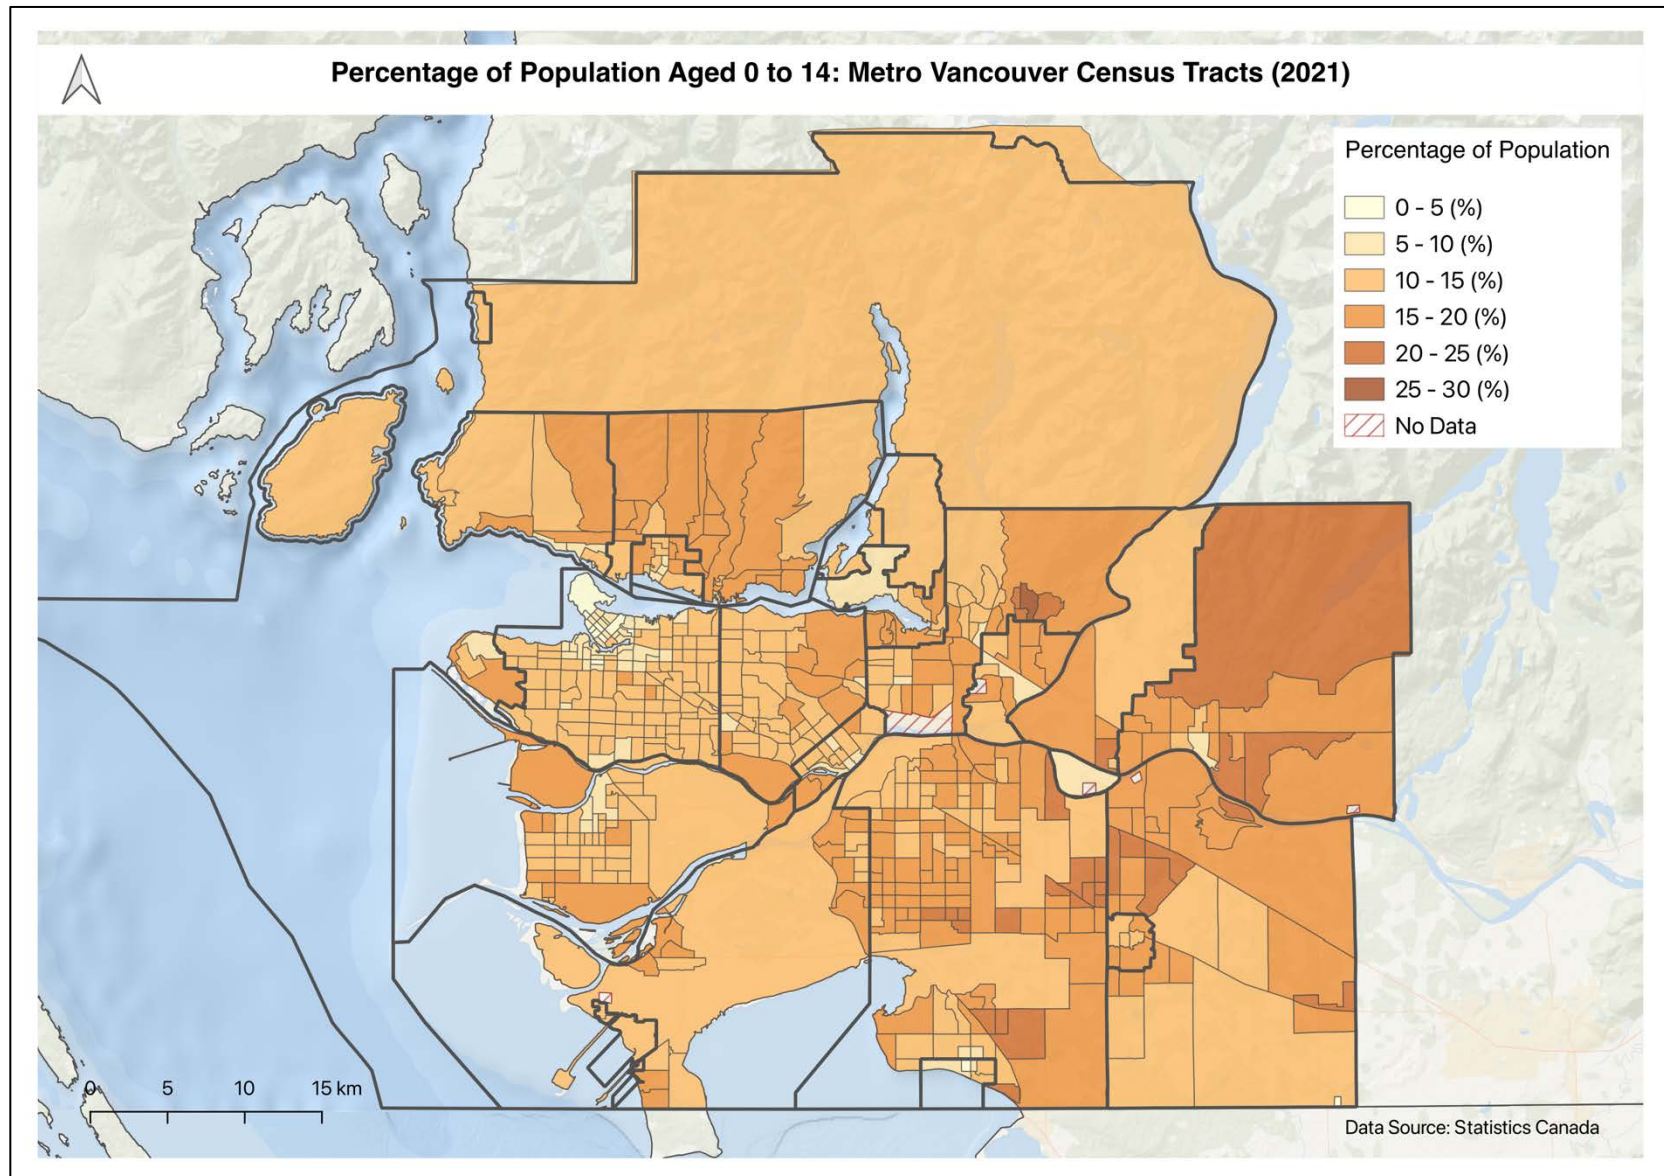 Percentage of Population Aged 0 to 14: Metro Vancouver Census Tracts (2021)
Percentage of Population
0 - 5 (%)
5 - 10 (%)
10 - 15 (%)
15 - 20 (%)
20 - 25 (%)
25 - 30 (%)
No Data
0 5 10 15 km
Data Source: Statistics Canada